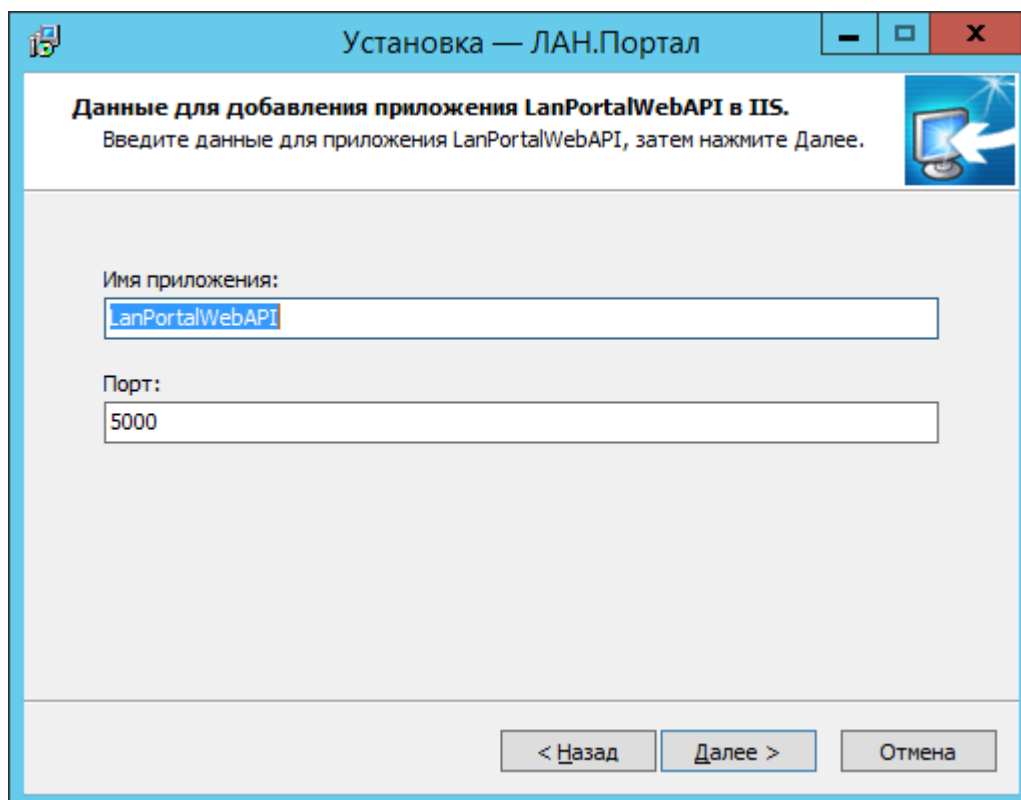 Установка — ЛАН.Портал
Данные для добавления приложения LanPortalWebAPI в IIS.
Введите данные для приложения LanPortalWebAPI, затем нажмите Далее.
Имя приложения:
LanPortalWebAPI
Порт:
5000
< Назад
Далее >
Отмена